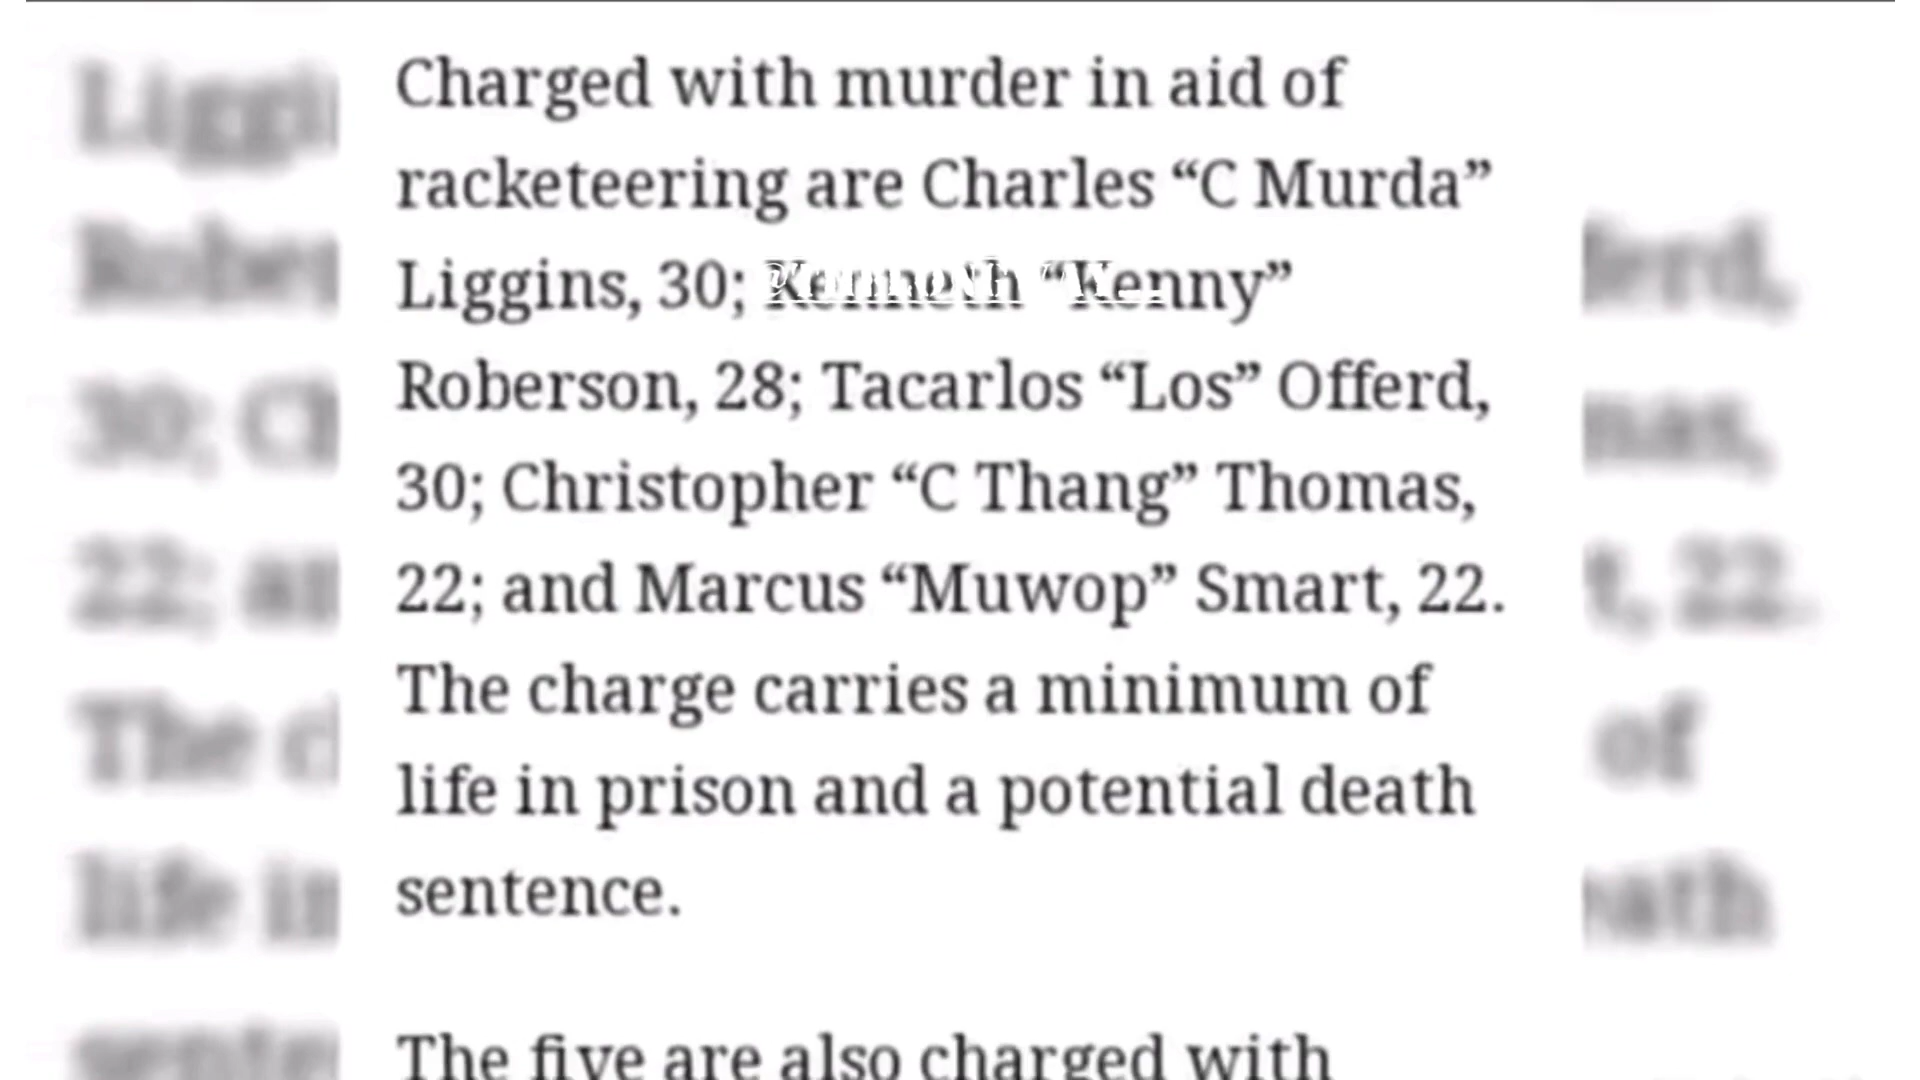 Charged with murder in aid of
racketeering are Charles “C Murda”
Liggins, 30; Kenneth “Kenny”
Roberson, 28; Tacarlos “Los” Offerd,
30; Christopher “C Thang” Thomas,
22; and Marcus “Muwop” Smart, 22.
The charge carries a minimum of
life in prison and a potential death
sentence.
The five are also charged with